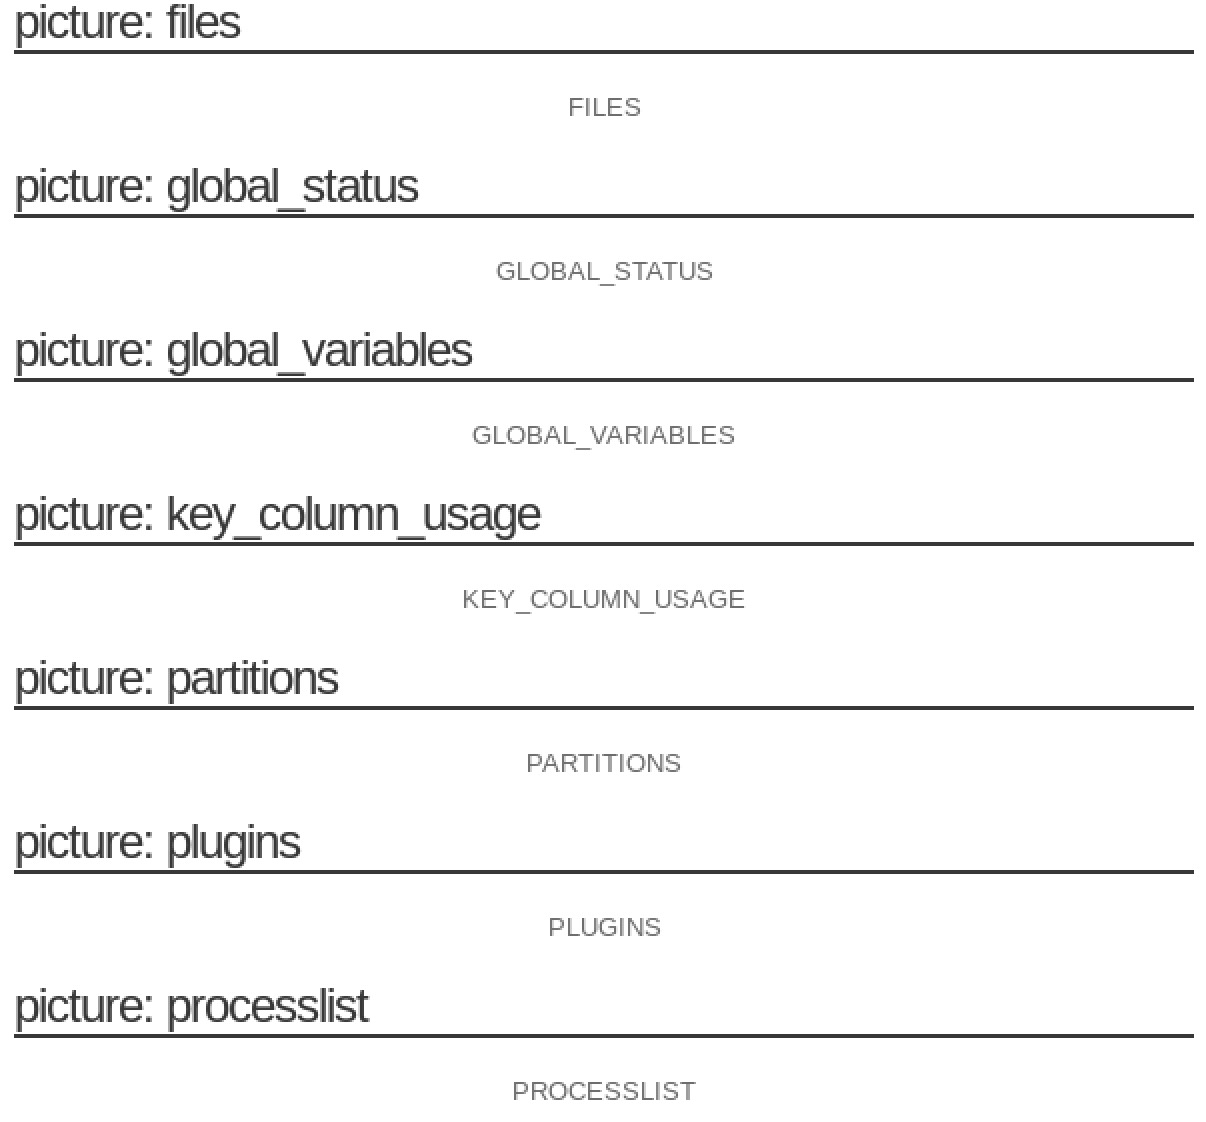 picture: files
FILES
picture: global_status
GLOBAL_STATUS
picture: global_variables
GLOBAL_VARIABLES
picture: key_column_usage
KEY_COLUMN_USAGE
picture: partitions
PARTITIONS
picture: plugins
PLUGINS
picture: processlist
PROCESSLIST